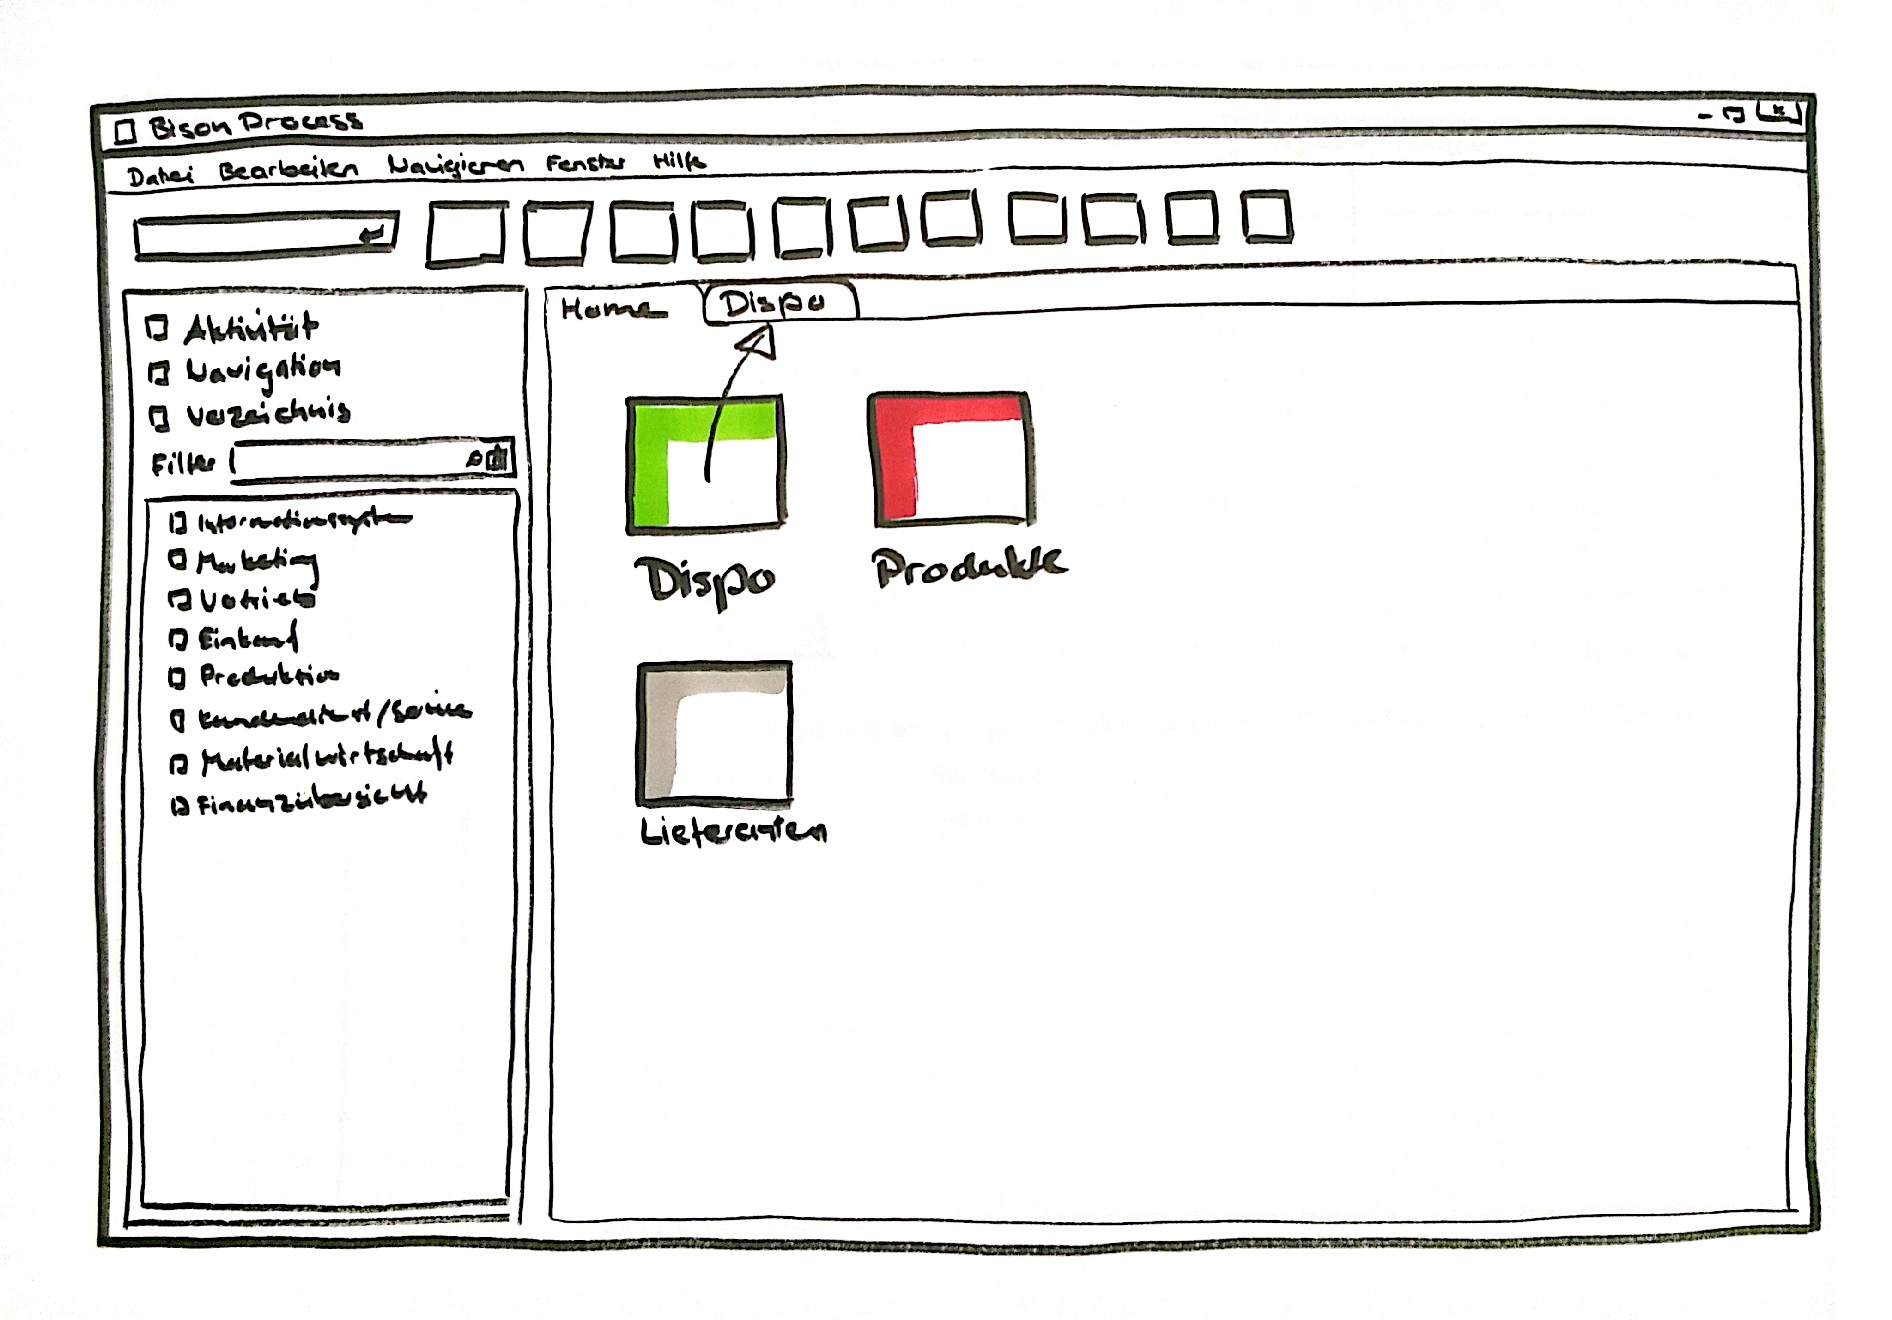 Bison Process
Datei Bearbeiten Navigieren Fenster Hilfe
Home Dispo
Aktivität
Navigation
Verzeichnis
Filter
Informationssystem
Marketing
Vertrieb
Einkauf
Produktion
Kundendienst/Service
Materialwirtschaft
Finanzübersicht
Dispo Produkte
Lieferanten